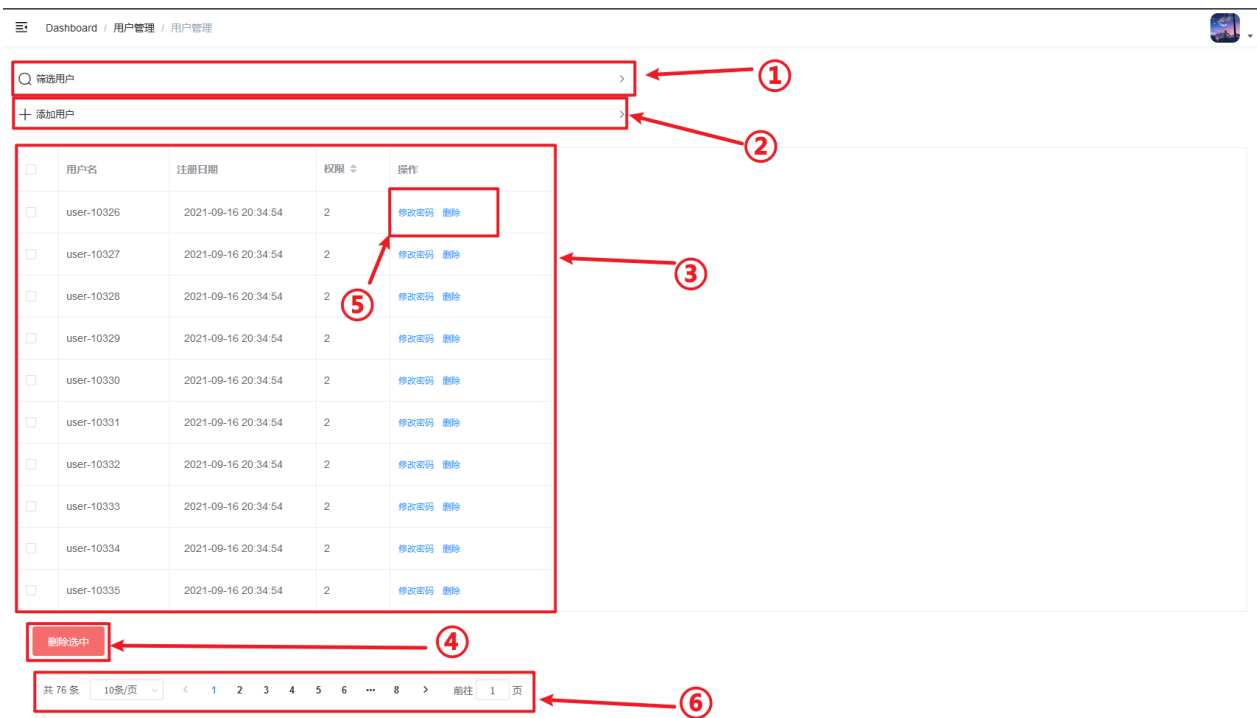 Dashboard / 用户管理 / 用户管理
筛选用户 ①
添加用户 ②
用户名 注册日期 权限 操作
user-10326 2021-09-16 20:34:54 2 修改密码 删除
user-10327 2021-09-16 20:34:54 2 修改密码 删除 ③
user-10328 2021-09-16 20:34:54 2 ⑤ 修改密码 删除
user-10329 2021-09-16 20:34:54 2 修改密码 删除
user-10330 2021-09-16 20:34:54 2 修改密码 删除
user-10331 2021-09-16 20:34:54 2 修改密码 删除
user-10332 2021-09-16 20:34:54 2 修改密码 删除
user-10333 2021-09-16 20:34:54 2 修改密码 删除
user-10334 2021-09-16 20:34:54 2 修改密码 删除
user-10335 2021-09-16 20:34:54 2 修改密码 删除
删除选中 ④
共 76 条 10条/页 < 1 2 3 4 5 6 ··· 8 > 前往 1 页 ⑥